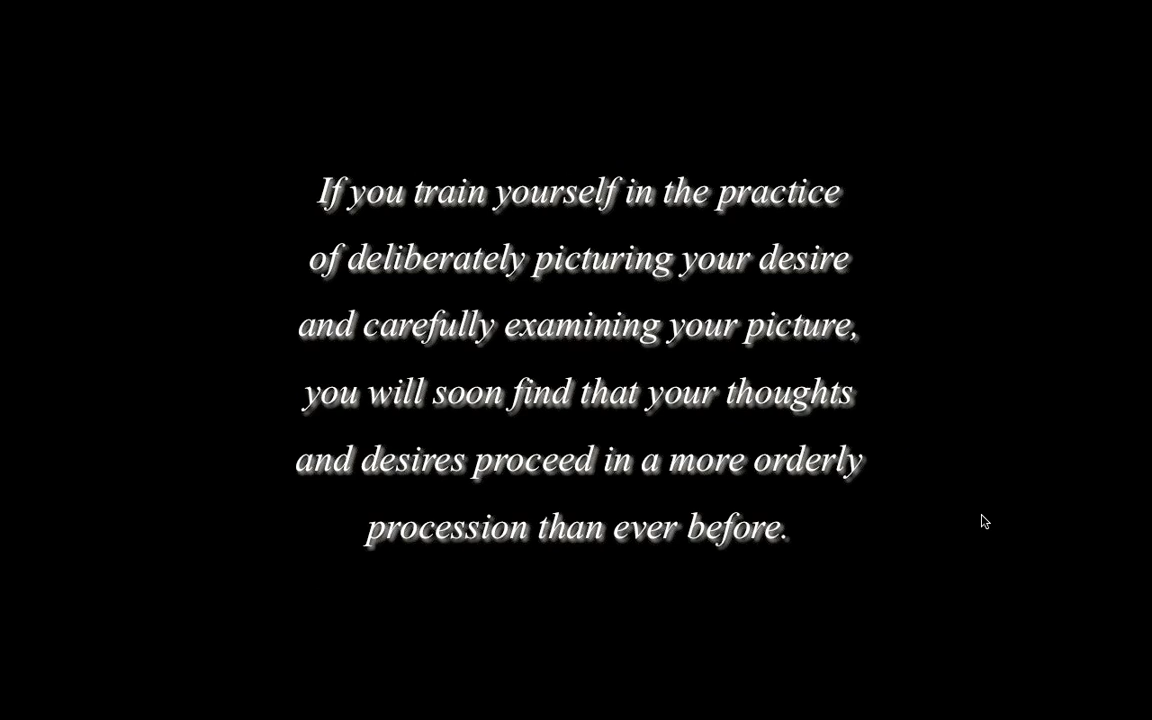 If you train yourself in the practice
of deliberately picturing your desire
and carefully examining your picture,
you will soon find that your thoughts
and desires proceed in a more orderly
procession than ever before.